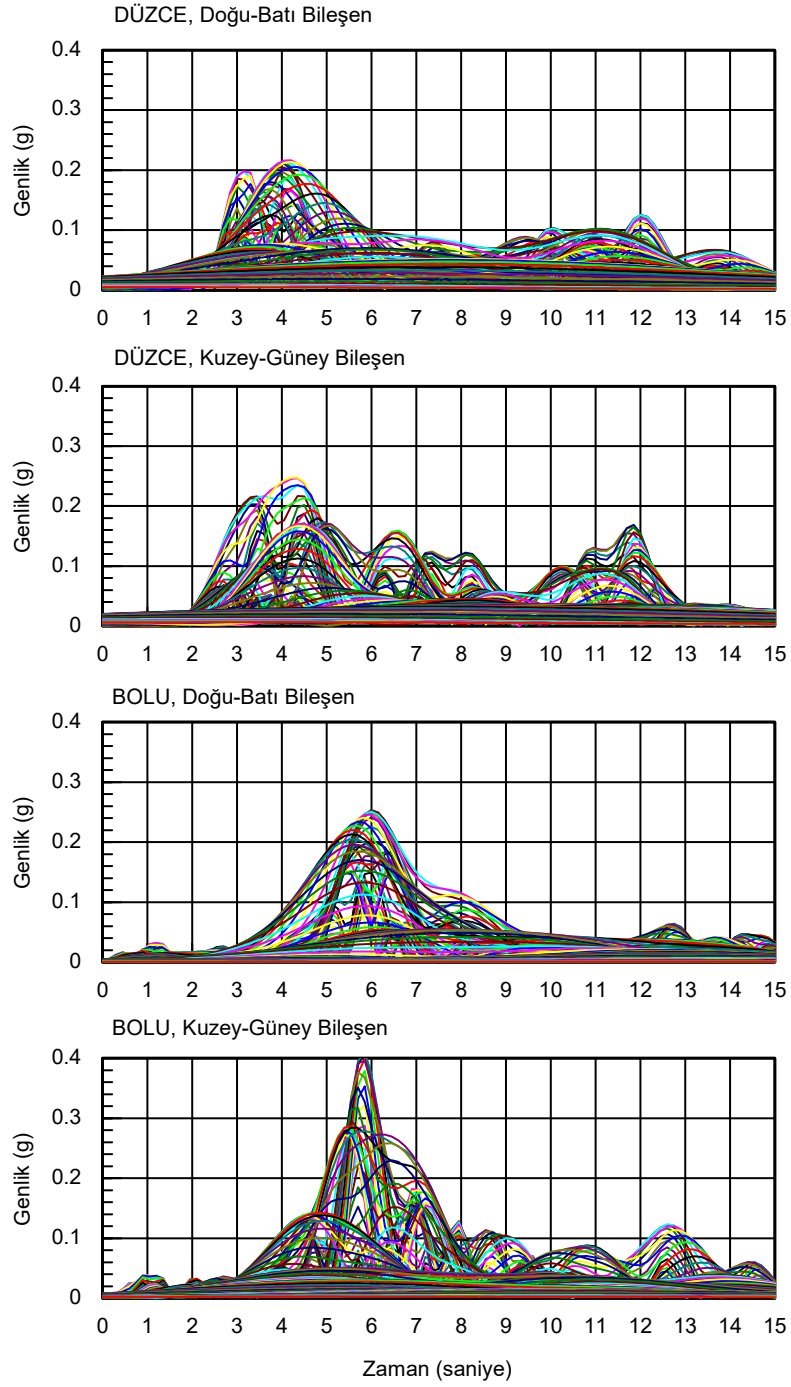 DÜZCE, Doğu-Batı Bileşen
0.4
0.3
0.2
0.1
0
Genlik (g)
0 1 2 3 4 5 6 7 8 9 10 11 12 13 14 15
DÜZCE, Kuzey-Güney Bileşen
0.4
0.3
0.2
0.1
0
Genlik (g)
0 1 2 3 4 5 6 7 8 9 10 11 12 13 14 15
BOLU, Doğu-Batı Bileşen
0.4
0.3
0.2
0.1
0
Genlik (g)
0 1 2 3 4 5 6 7 8 9 10 11 12 13 14 15
BOLU, Kuzey-Güney Bileşen
0.4
0.3
0.2
0.1
0
Genlik (g)
0 1 2 3 4 5 6 7 8 9 10 11 12 13 14 15
Zaman (saniye)